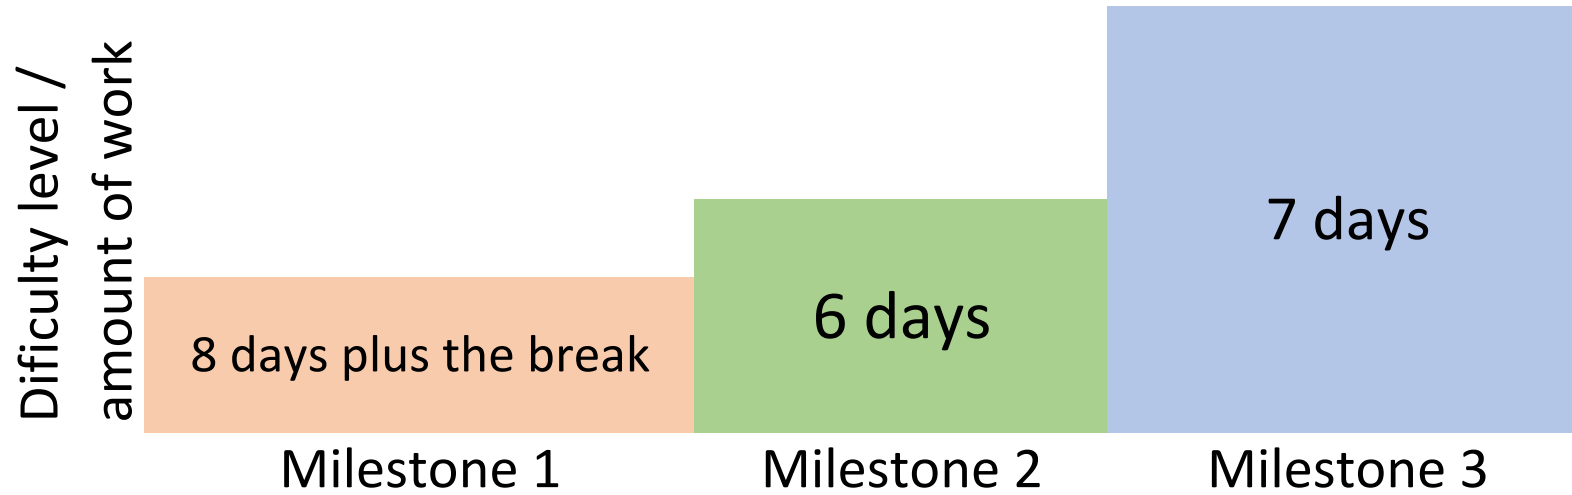 Difficulty level /
amount of work
8 days plus the break
6 days
7 days
Milestone 1
Milestone 2
Milestone 3